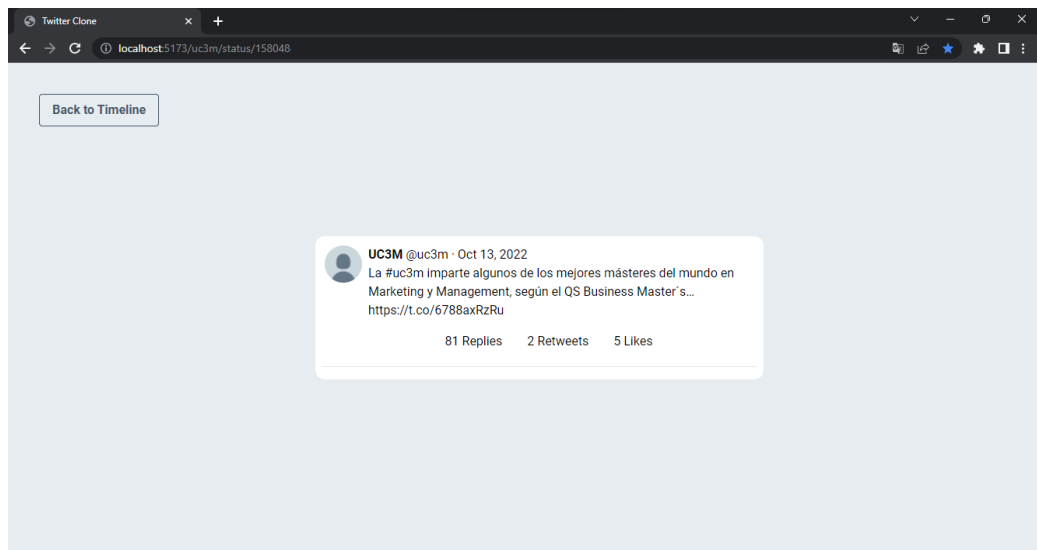 Twitter Clone
localhost:5173/uc3m/status/158048
Back to Timeline
UC3M @uc3m · Oct 13, 2022
La #uc3m imparte algunos de los mejores másteres del mundo en
Marketing y Management, según el QS Business Master´s…
https://t.co/6788axRzRu
81 Replies 2 Retweets 5 Likes